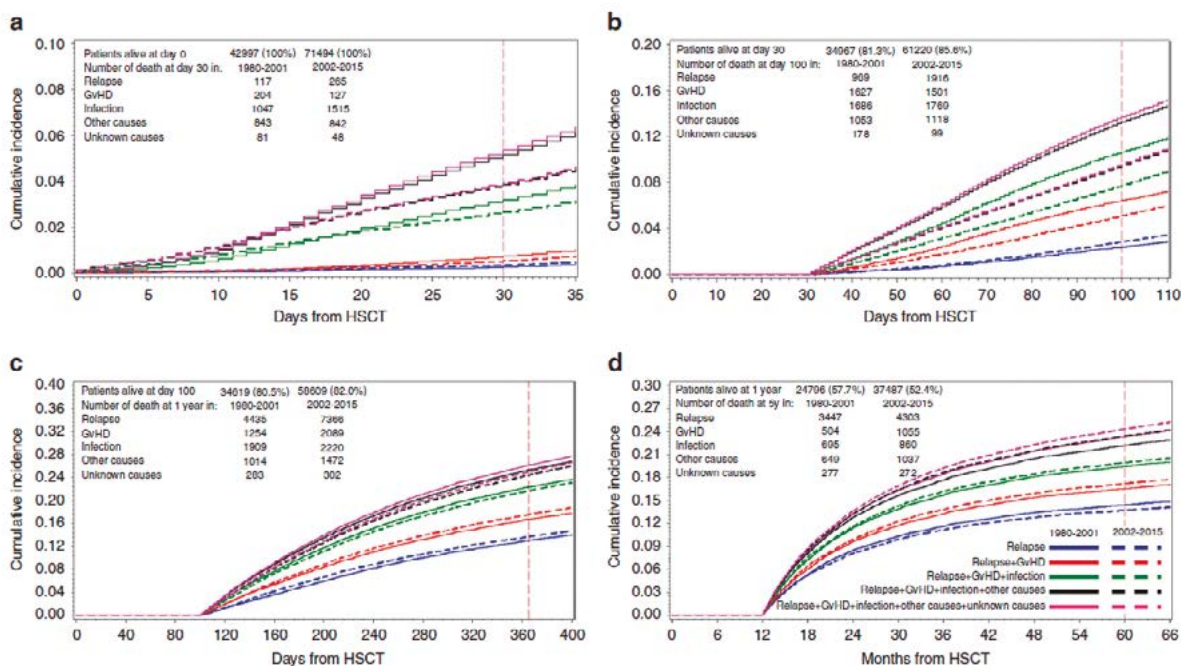 a
0.10
0.08
0.06
0.04
0.02
0.00
Cumulative incidence
Patients alive at day 0 42997 (100%) 71494 (100%)
Number of death at day 30 in: 1980-2001 2002-2015
Relapse 117 265
GvHD 204 127
Infection 1047 1515
Other causes 843 842
Unknown causes 81 48
0 5 10 15 20 25 30 35
Days from HSCT
b
0.20
0.16
0.12
0.08
0.04
0.00
Cumulative incidence
Patients alive at day 30 34967 (81.3%) 61220 (85.6%)
Number of death at day 100 in: 1980-2001 2002-2015
Relapse 969 1916
GvHD 1627 1501
Infection 1686 1769
Other causes 1053 1118
Unknown causes 178 99
0 10 20 30 40 50 60 70 80 90 100 110
Days from HSCT
c
0.40
0.36
0.32
0.28
0.24
0.20
0.16
0.12
0.08
0.04
0.00
Cumulative incidence
Patients alive at day 100 34619 (80.5%) 58609 (82.0%)
Number of death at 1 year in: 1980-2001 2002-2015
Relapse 4435 7366
GvHD 1254 2089
Infection 1909 2220
Other causes 1014 1472
Unknown causes 302
0 40 80 120 160 200 240 280 320 360 400
Days from HSCT
d
0.30
0.27
0.24
0.21
0.18
0.15
0.12
0.09
0.06
0.03
0.00
Cumulative incidence
Patients alive at 1 year 24796 (57.7%) 37487 (52.4%)
Number of death at 5y in: 1980-2001 2002-2015
Relapse 3447 4303
GvHD 504 1055
Infection 695 860
Other causes 649 1037
Unknown causes 277 272
1980-2001 2002-2015
Relapse
Relapse+GvHD
Relapse+GvHD+infection
Relapse+GvHD+infection+other causes
Relapse+GvHD+infection+other causes+unknown causes
0 6 12 18 24 30 36 42 48 54 60 66
Months from HSCT